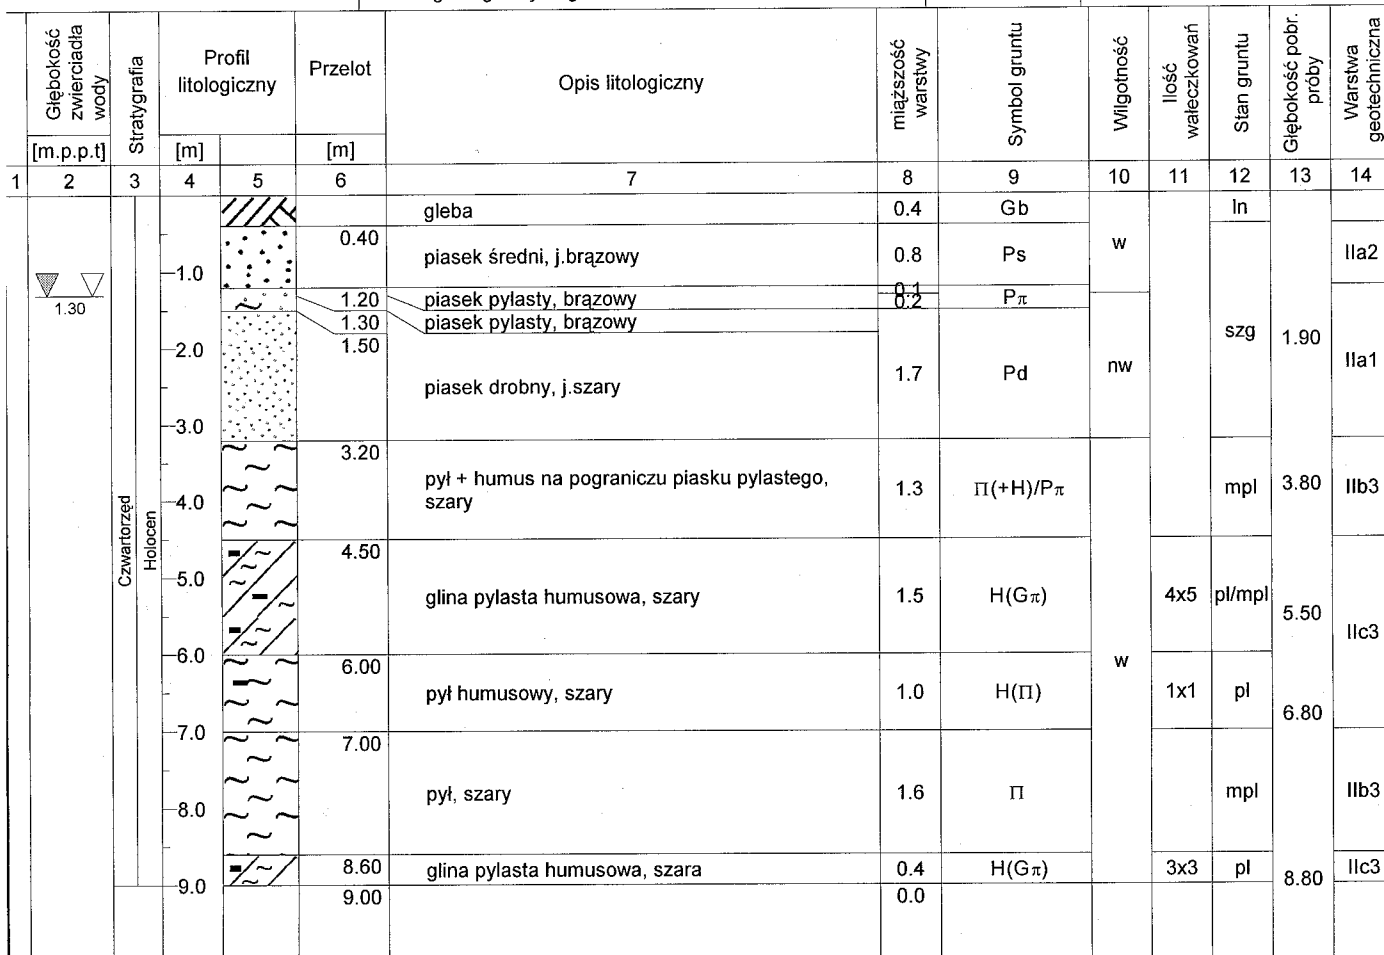 Głębokość zwierciadła wody
[m.p.p.t]
Stratygrafia
Profil litologiczny
[m]
Przelot
[m]
Opis litologiczny
miąższość warstwy
Symbol gruntu
Wilgotność
Ilość wałeczkowań
Stan gruntu
Głębokość pobr. próby
Warstwa geotechniczna
1 2 3 4 5 6 7 8 9 10 11 12 13 14
gleba 0.4 Gb w ln
0.40
piasek średni, j.brązowy 0.8 Ps IIa2
1.0
1.30
1.20 piasek pylasty, brązowy 0.1
0.2 Pπ
1.30 piasek pylasty, brązowy
1.50
szg 1.90
2.0
piasek drobny, j.szary 1.7 Pd nw IIa1
3.0
3.20
pył + humus na pograniczu piasku pylastego,
szary
1.3 Π(+H)/Pπ mpl 3.80 IIb3
4.0
Czwartorzęd
Holocen
4.50
5.0
glina pylasta humusowa, szary 1.5 H(Gπ) 4x5 pl/mpl 5.50 IIc3
6.0
6.00
w
pył humusowy, szary 1.0 H(Π) 1x1 pl 6.80
7.0
7.00
pył, szary 1.6 Π mpl IIb3
8.0
8.60 glina pylasta humusowa, szara 0.4 H(Gπ) 3x3 pl 8.80 IIc3
9.0
9.00 0.0